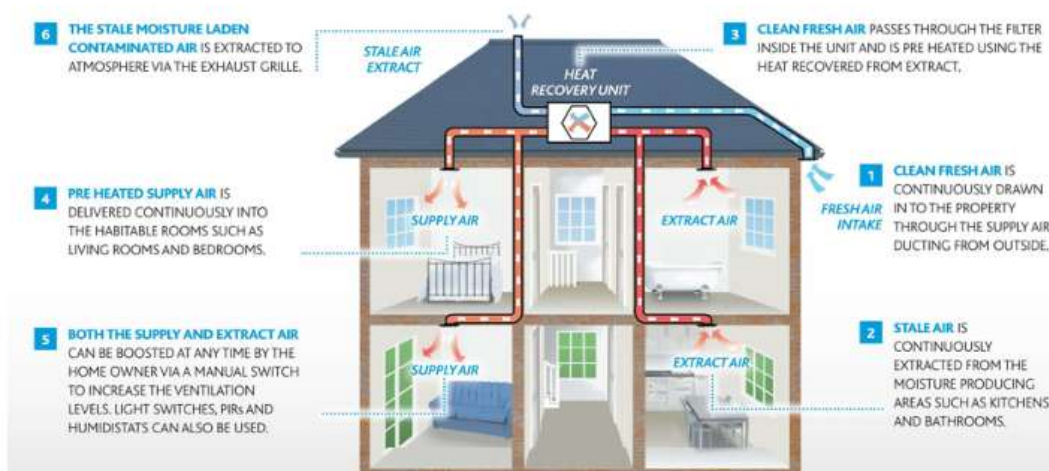 6 THE STALE MOISTURE LADEN
CONTAMINATED AIR IS EXTRACTED TO
ATMOSPHERE VIA THE EXHAUST GRILLE.
STALE AIR
EXTRACT
HEAT
RECOVERY UNIT
3 CLEAN FRESH AIR PASSES THROUGH THE FILTER
INSIDE THE UNIT AND IS PRE HEATED USING THE
HEAT RECOVERED FROM EXTRACT.
4 PRE HEATED SUPPLY AIR IS
DELIVERED CONTINUOUSLY INTO
THE HABITABLE ROOMS SUCH AS
LIVING ROOMS AND BEDROOMS.
SUPPLY AIR
EXTRACT AIR
FRESH AIR
INTAKE
1 CLEAN FRESH AIR IS
CONTINUOUSLY DRAWN
IN TO THE PROPERTY
THROUGH THE SUPPLY AIR
DUCTING FROM OUTSIDE.
5 BOTH THE SUPPLY AND EXTRACT AIR
CAN BE BOOSTED AT ANY TIME BY THE
HOME OWNER VIA A MANUAL SWITCH
TO INCREASE THE VENTILATION
LEVELS. LIGHT SWITCHES, PIRs AND
HUMIDISTATS CAN ALSO BE USED.
SUPPLY AIR
EXTRACT AIR
2 STALE AIR IS
CONTINUOUSLY
EXTRACTED FROM THE
MOISTURE PRODUCING
AREAS SUCH AS KITCHENS
AND BATHROOMS.